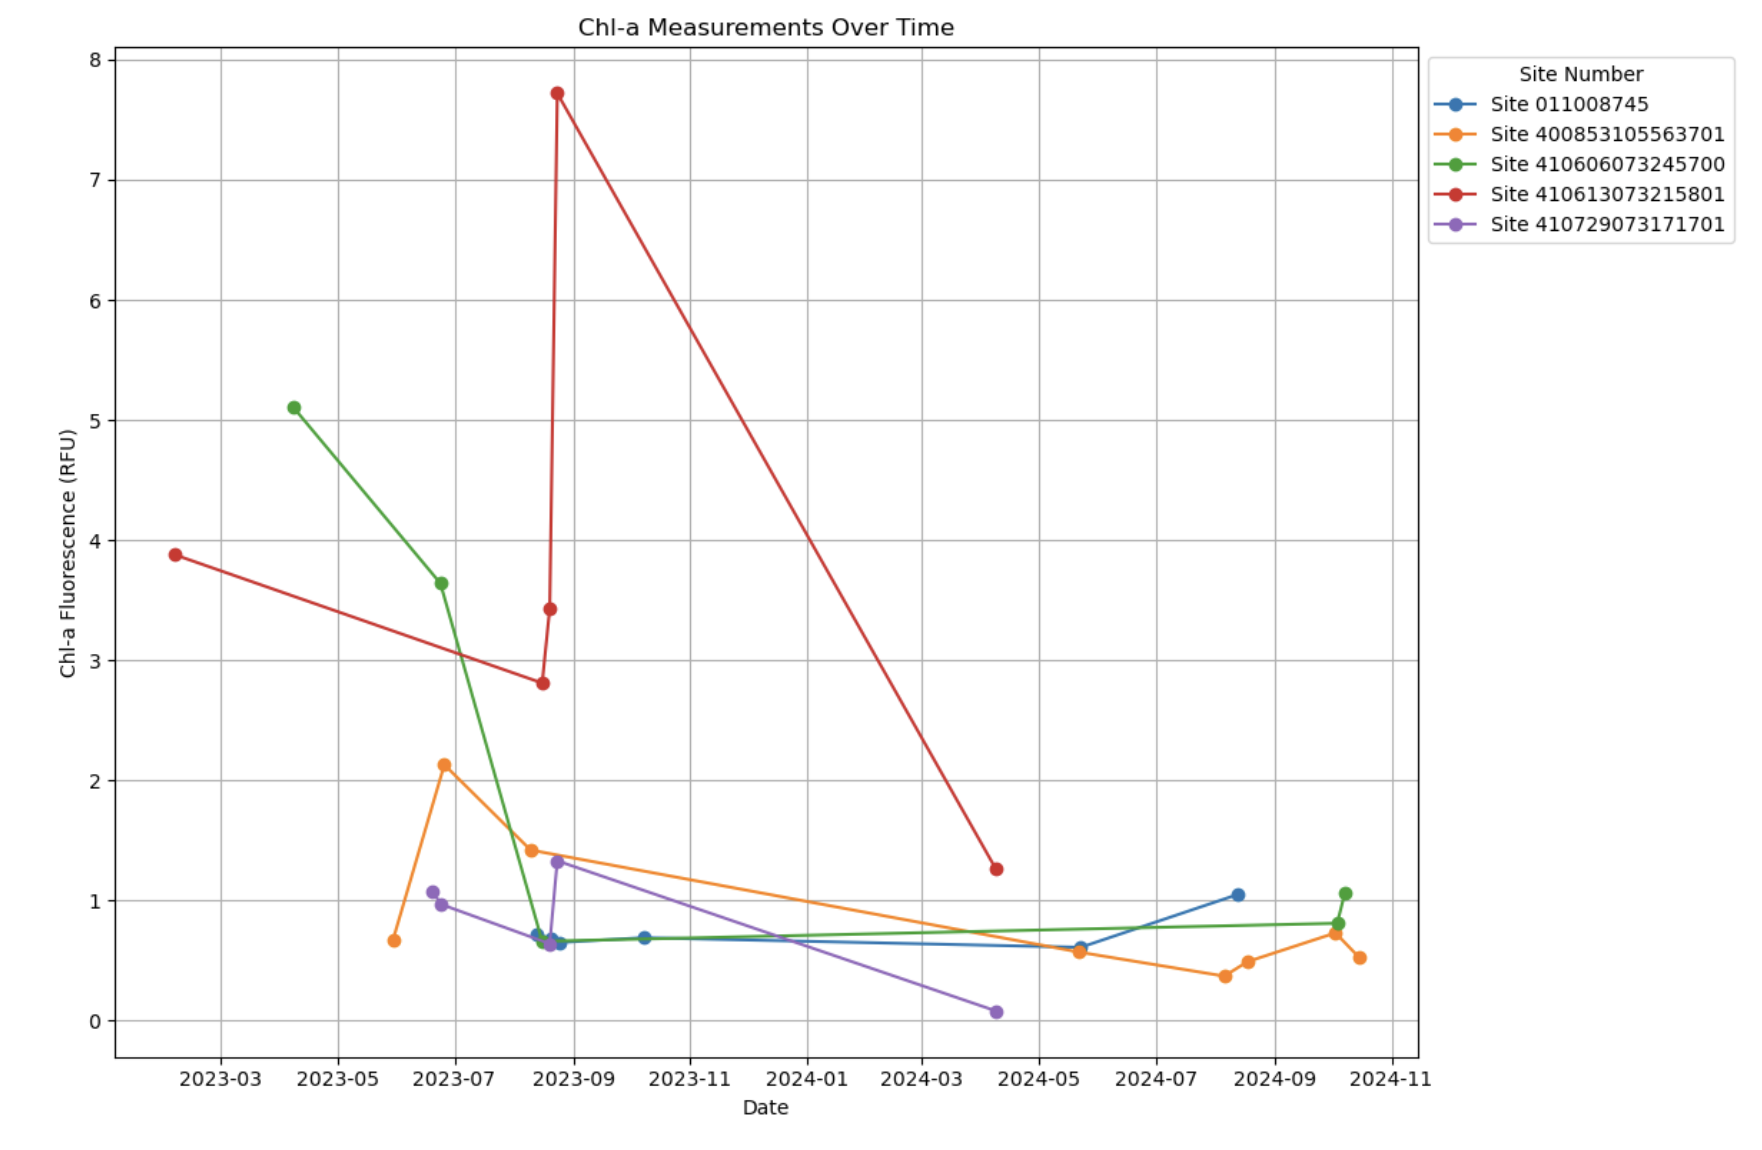 Chl-a Measurements Over Time
Site Number
Site 011008745
Site 400853105563701
Site 410606073245700
Site 410613073215801
Site 410729073171701
Chl-a Fluorescence (RFU)
8
7
6
5
4
3
2
1
0
2023-03 2023-05 2023-07 2023-09 2023-11 2024-01 2024-03 2024-05 2024-07 2024-09 2024-11
Date